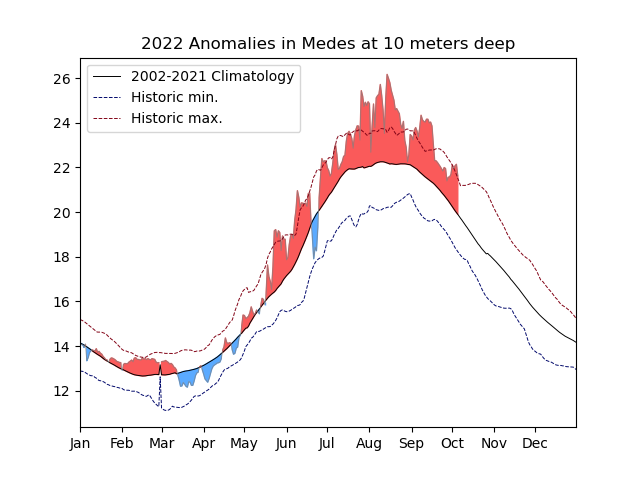 2022 Anomalies in Medes at 10 meters deep
2002-2021 Climatology
Historic min.
Historic max.
26
24
22
20
18
16
14
12
Jan Feb Mar Apr May Jun Jul Aug Sep Oct Nov Dec